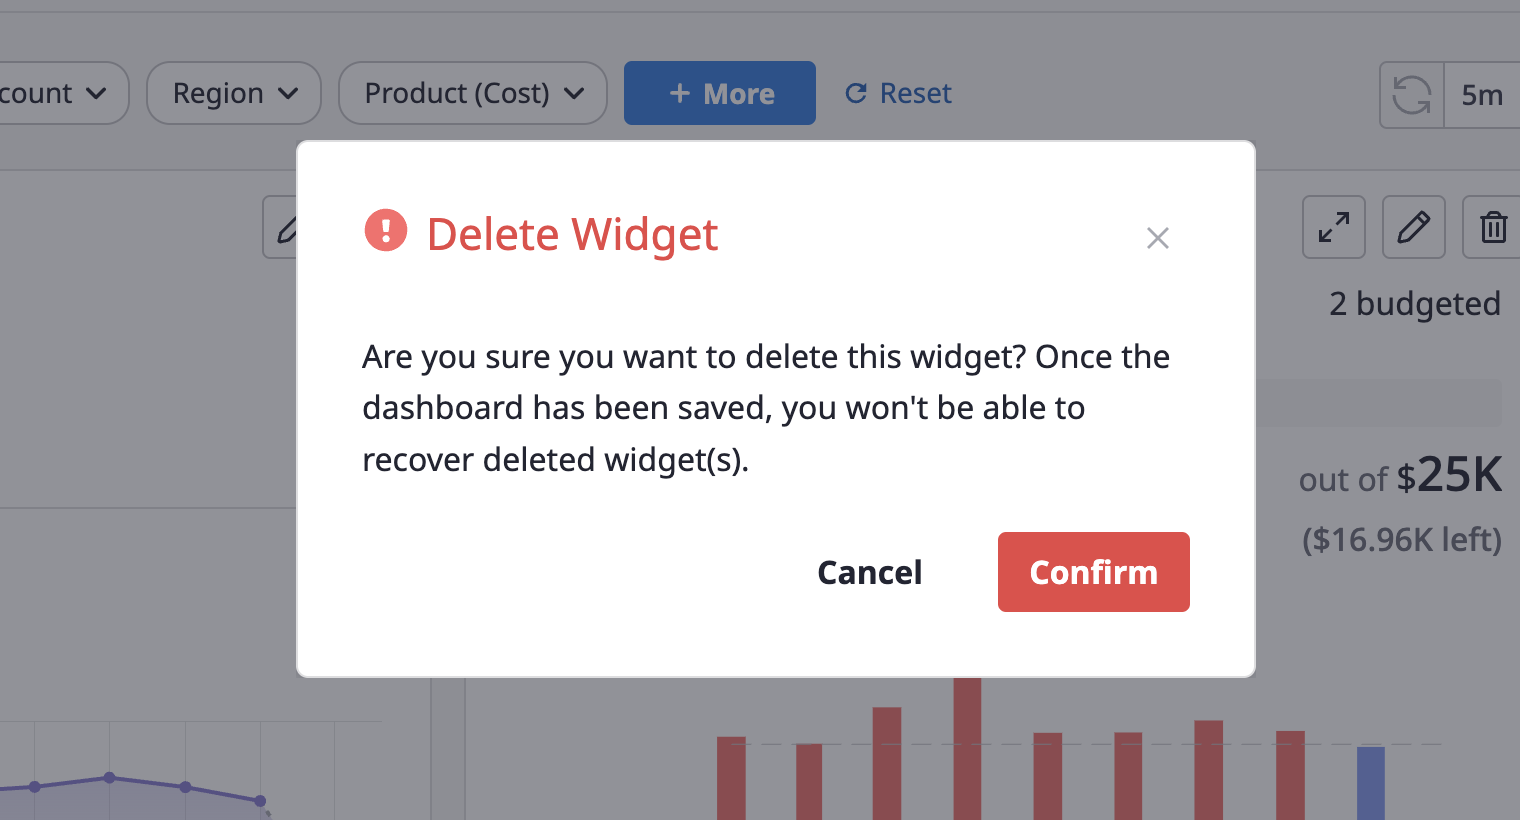 count
Region
Product (Cost)
+ More
Reset
5m
Delete Widget
2 budgeted
Are you sure you want to delete this widget? Once the
dashboard has been saved, you won't be able to
recover deleted widget(s).
out of $25K
($16.96K left)
Cancel
Confirm